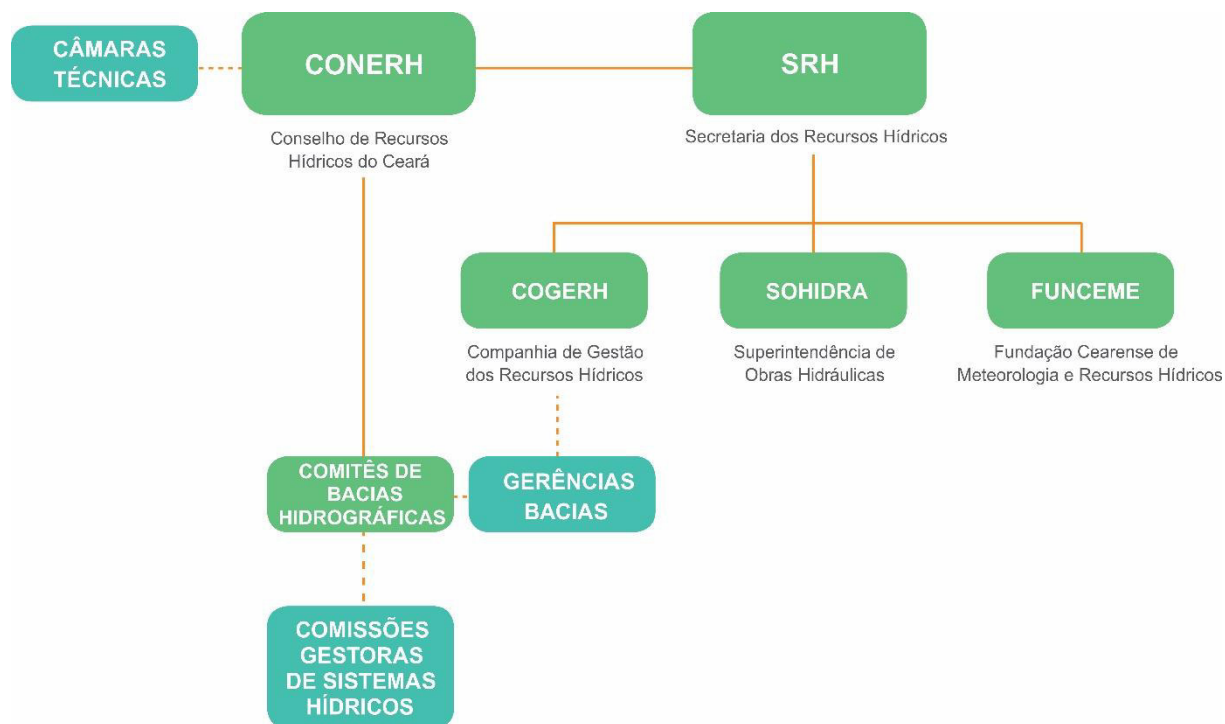 CÂMARAS
TÉCNICAS
CONERH
SRH
Conselho de Recursos
Hídricos do Ceará
Secretaria dos Recursos Hídricos
COGERH
SOHIDRA
FUNCEME
Companhia de Gestão
dos Recursos Hídricos
Superintendência de
Obras Hidráulicas
Fundação Cearense de
Meteorologia e Recursos Hídricos
COMITÊS DE
BACIAS
HIDROGRÁFICAS
GERÊNCIAS
BACIAS
COMISSÕES
GESTORAS
DE SISTEMAS
HÍDRICOS